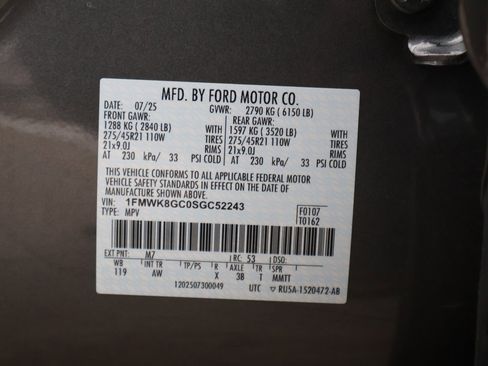 MFD. BY FORD MOTOR CO.
DATE: 07/25 GVWR: 2790 KG ( 6150 LB)
FRONT GAWR: REAR GAWR:
1288 KG ( 2840 LB) WITH 1597 KG ( 3520 LB) WITH
275/45R21 110W TIRES 275/45R21 110W TIRES
21x9.0J RIMS 21x9.0J RIMS
AT 230 kPa/ 33 PSI COLD AT 230 kPa/ 33 PSI COLD
THIS VEHICLE CONFORMS TO ALL APPLICABLE FEDERAL MOTOR
VEHICLE SAFETY STANDARDS IN EFFECT ON THE DATE OF
MANUFACTURE SHOWN ABOVE.
VIN: 1FMWK8GC0SGC52243 F0107
TYPE: MPV T0162
EXT PNT: M7 RC: 53 DSO:
WB INT TR TP/PS R AXLE TR SPR
119 AW X 3B T MMTT
1202507300049 UTC ▽ RU5A-1520472-AB